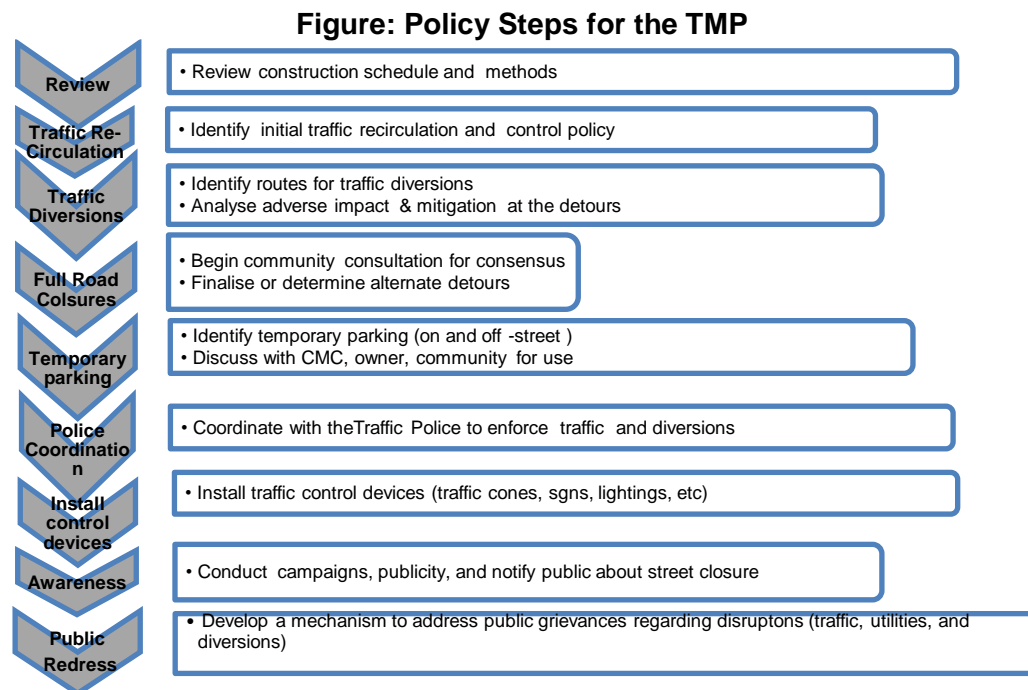 Figure: Policy Steps for the TMP
Review
• Review construction schedule and methods
Traffic Re-
Circulation
• Identify initial traffic recirculation and control policy
Traffic
Diversions
• Identify routes for traffic diversions
• Analyse adverse impact & mitigation at the detours
Full Road
Colsures
• Begin community consultation for consensus
• Finalise or determine alternate detours
Temporary
parking
• Identify temporary parking (on and off -street )
• Discuss with CMC, owner, community for use
Police
Coordinatio
n
• Coordinate with theTraffic Police to enforce traffic and diversions
Install
control
devices
• Install traffic control devices (traffic cones, sgns, lightings, etc)
Awareness
• Conduct campaigns, publicity, and notify public about street closure
Public
Redress
• Develop a mechanism to address public grievances regarding disruptons (traffic, utilities, and
diversions)